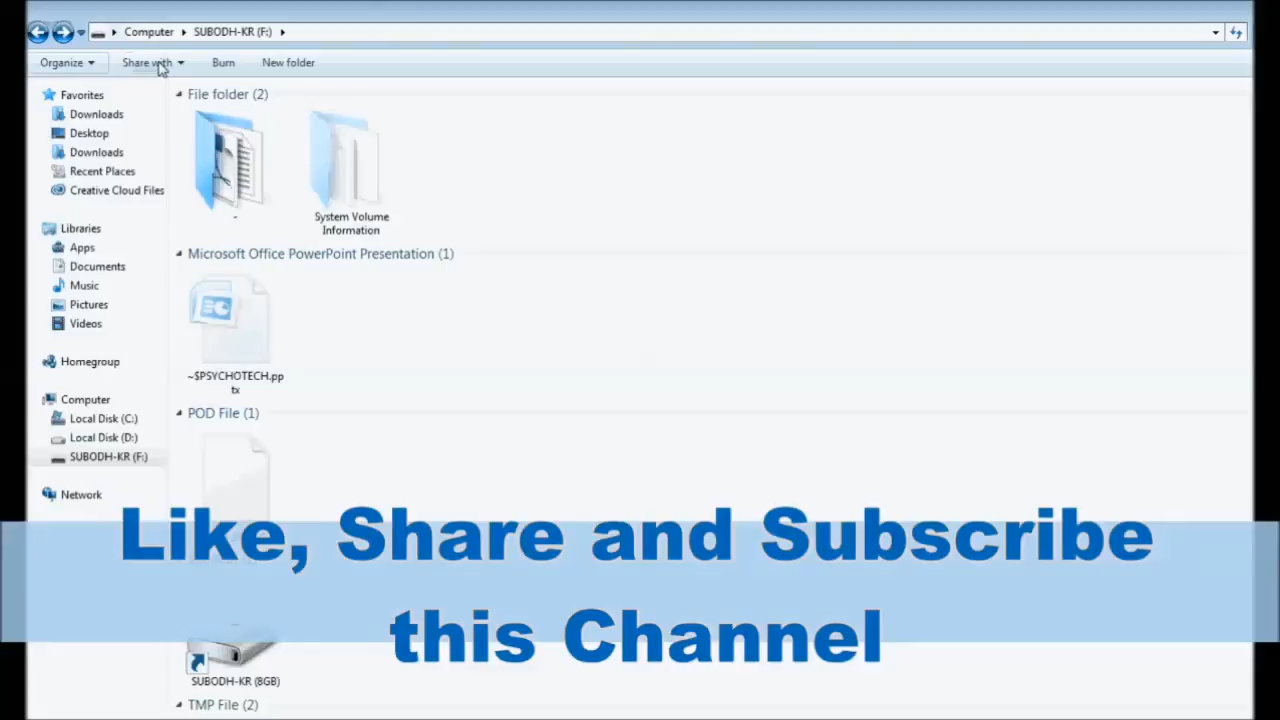 Computer ▸ SUBODH-KR (F:) ▸
Organize Share with Burn New folder
Favorites
Downloads
Desktop
Downloads
Recent Places
Creative Cloud Files
Libraries
Apps
Documents
Music
Pictures
Videos
Homegroup
Computer
Local Disk (C:)
Local Disk (D:)
SUBODH-KR (F:)
Network
File folder (2)
-
System Volume
Information
Microsoft Office PowerPoint Presentation (1)
~$PSYCHOTECH.pp
tx
POD File (1)
Like, Share and Subscribe
this Channel
SUBODH-KR (8GB)
TMP File (2)